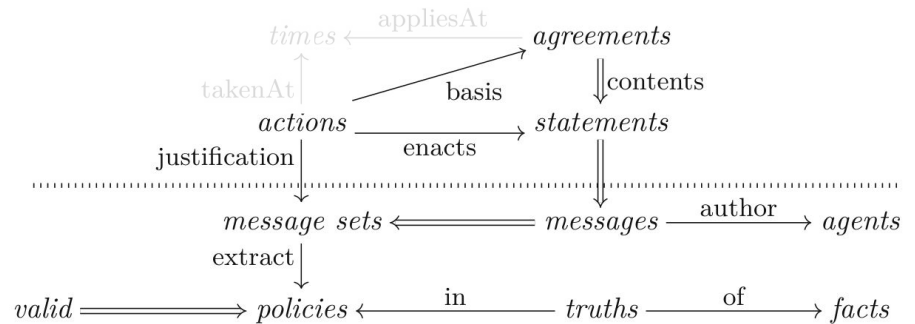 appliesAt
times agreements
takenAt basis contents
actions statements
enacts
justification
message sets messages author agents
extract
valid policies in truths of facts